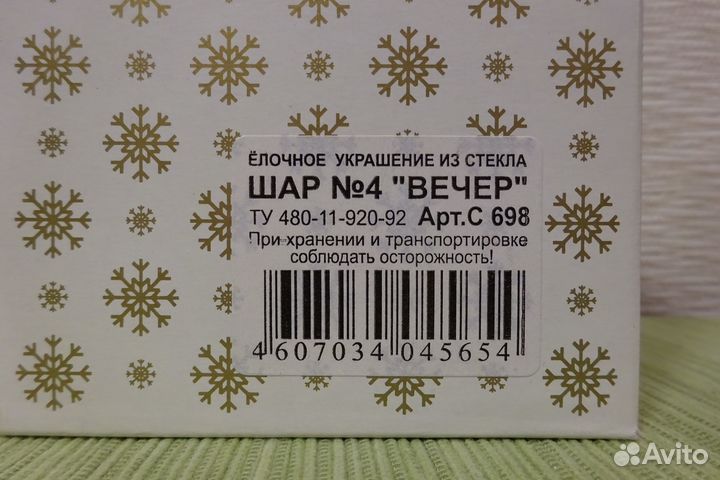 ЁЛОЧНОЕ УКРАШЕНИЕ ИЗ СТЕКЛА
ШАР №4 "ВЕЧЕР"
ТУ 480-11-920-92 Арт.С 698
При хранении и транспортировке
соблюдать осторожность!
4 607034 045654
Avito